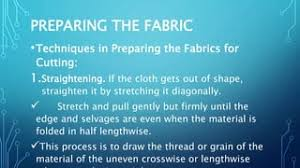 PREPARING THE FABRIC
•Techniques in Preparing the Fabrics for
Cutting:
1.Straightening. If the cloth gets out of shape,
straighten it by stretching it diagonally.
✓ Stretch and pull gently but firmly until the
edge and selvages are even when the material is
folded in half lengthwise.
•This process is to draw the thread or grain of the
material of the uneven crosswise or lengthwise